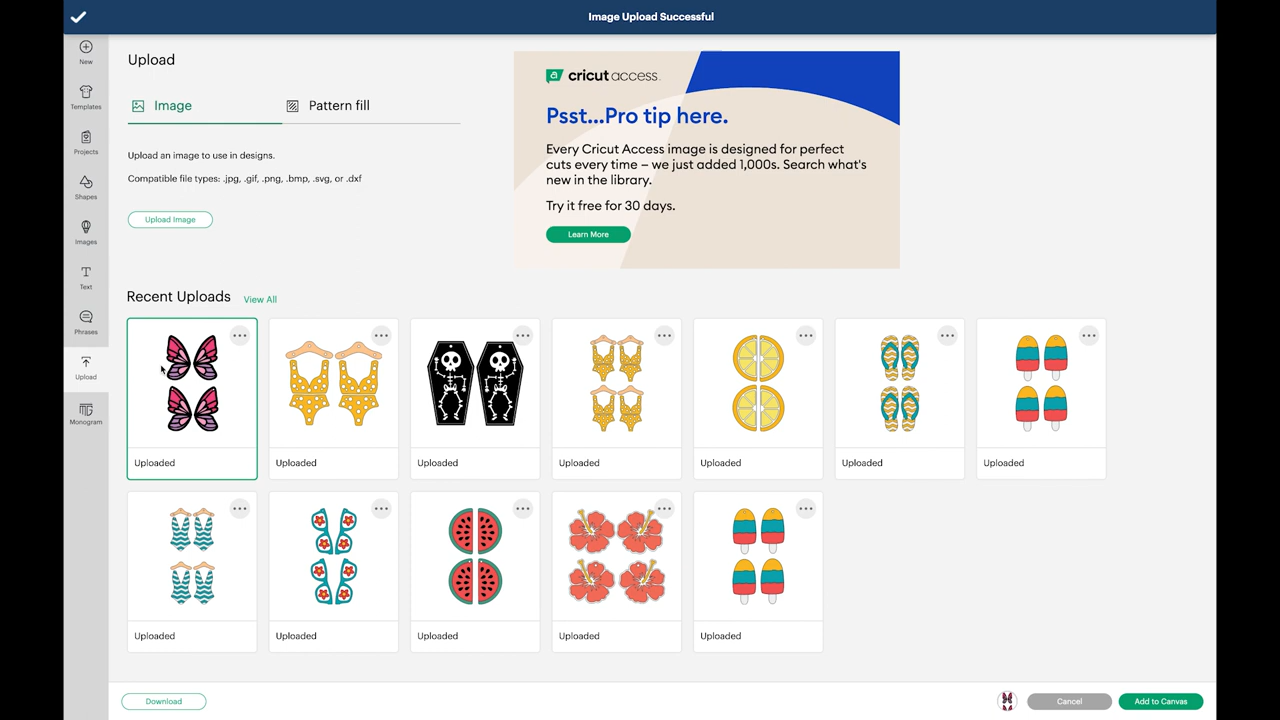 Image Upload Successful
New
Templates
Projects
Shapes
Images
Text
Phrases
Upload
Monogram
Upload
Image
Pattern fill
Upload an image to use in designs.
Compatible file types: .jpg, .gif, .png, .bmp, .svg, or .dxf
Upload Image
cricut access
Psst...Pro tip here.
Every Cricut Access image is designed for perfect
cuts every time – we just added 1,000s. Search what's
new in the library.
Try it free for 30 days.
Learn More
Recent Uploads
View All
Uploaded
Uploaded
Uploaded
Uploaded
Uploaded
Uploaded
Uploaded
Uploaded
Uploaded
Uploaded
Uploaded
Uploaded
Download
Cancel
Add to Canvas